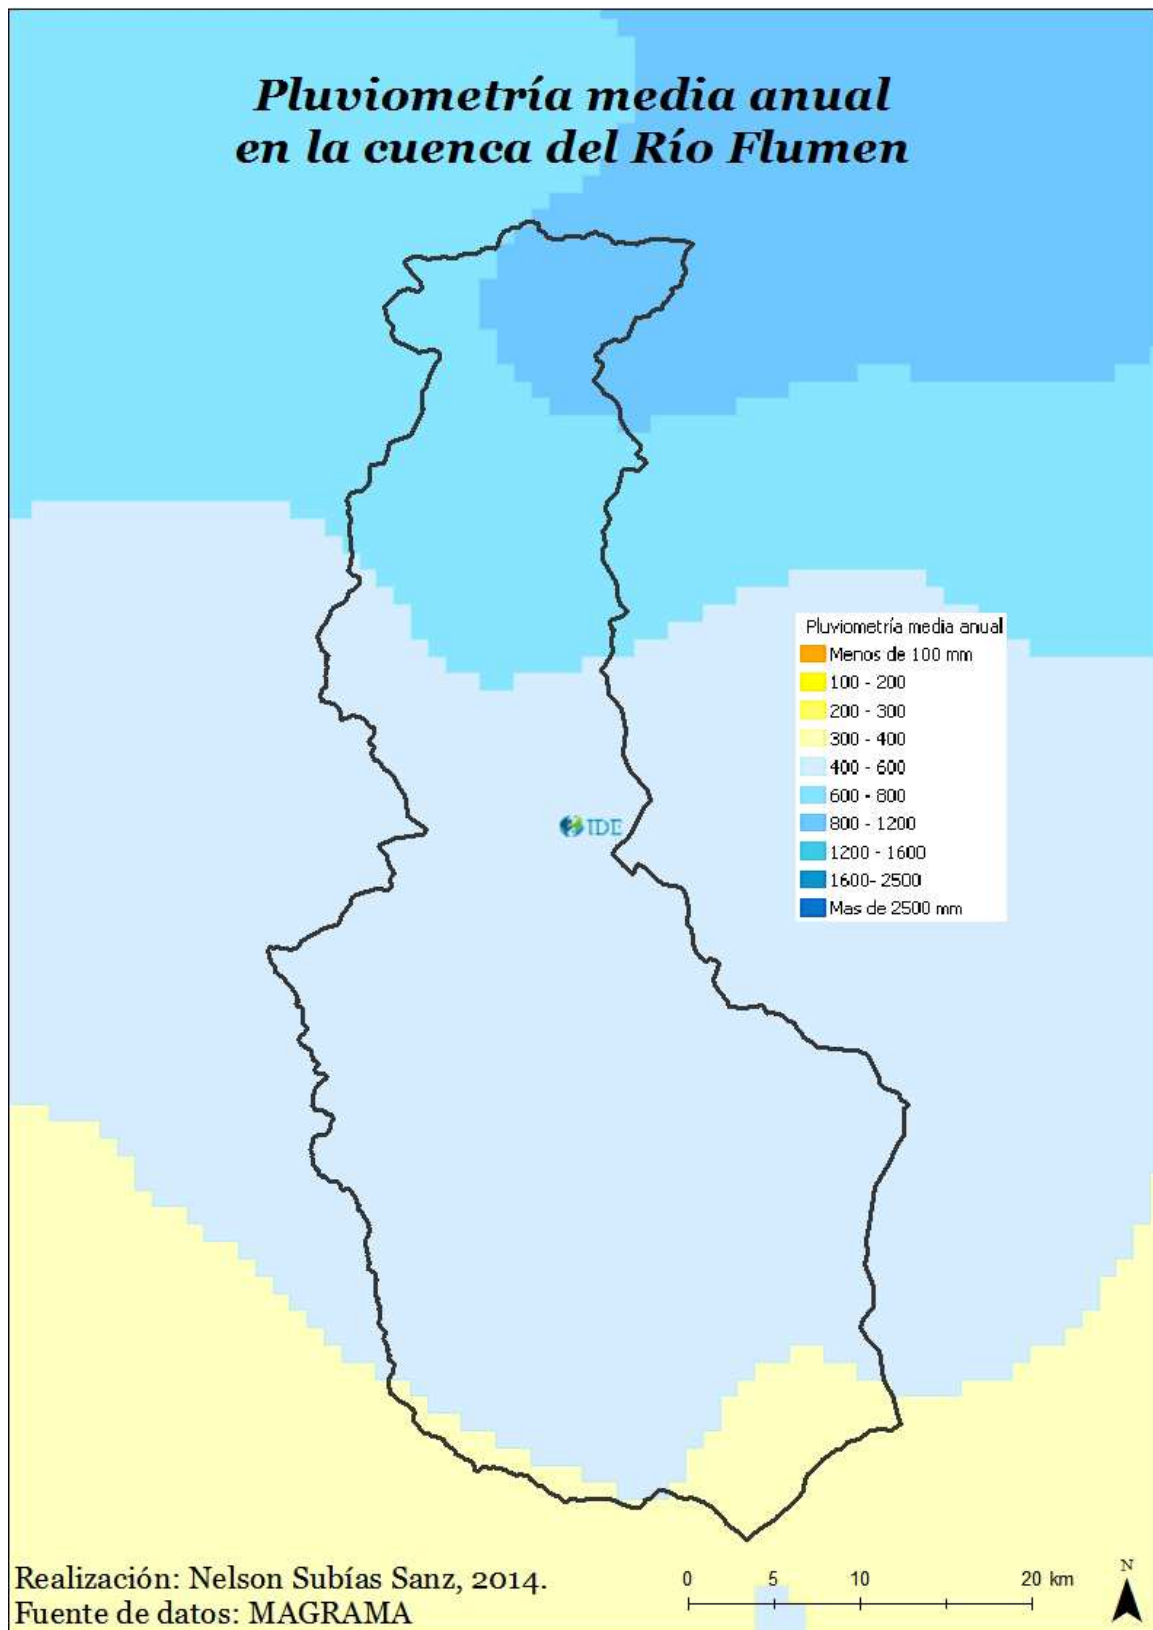 Pluviometría media anual
en la cuenca del Río Flumen
Pluviometría media anual
Menos de 100 mm
100 - 200
200 - 300
300 - 400
400 - 600
600 - 800
800 - 1200
1200 - 1600
1600- 2500
Mas de 2500 mm
IDE
Realización: Nelson Subías Sanz, 2014.
Fuente de datos: MAGRAMA
0 5 10 20 km
N